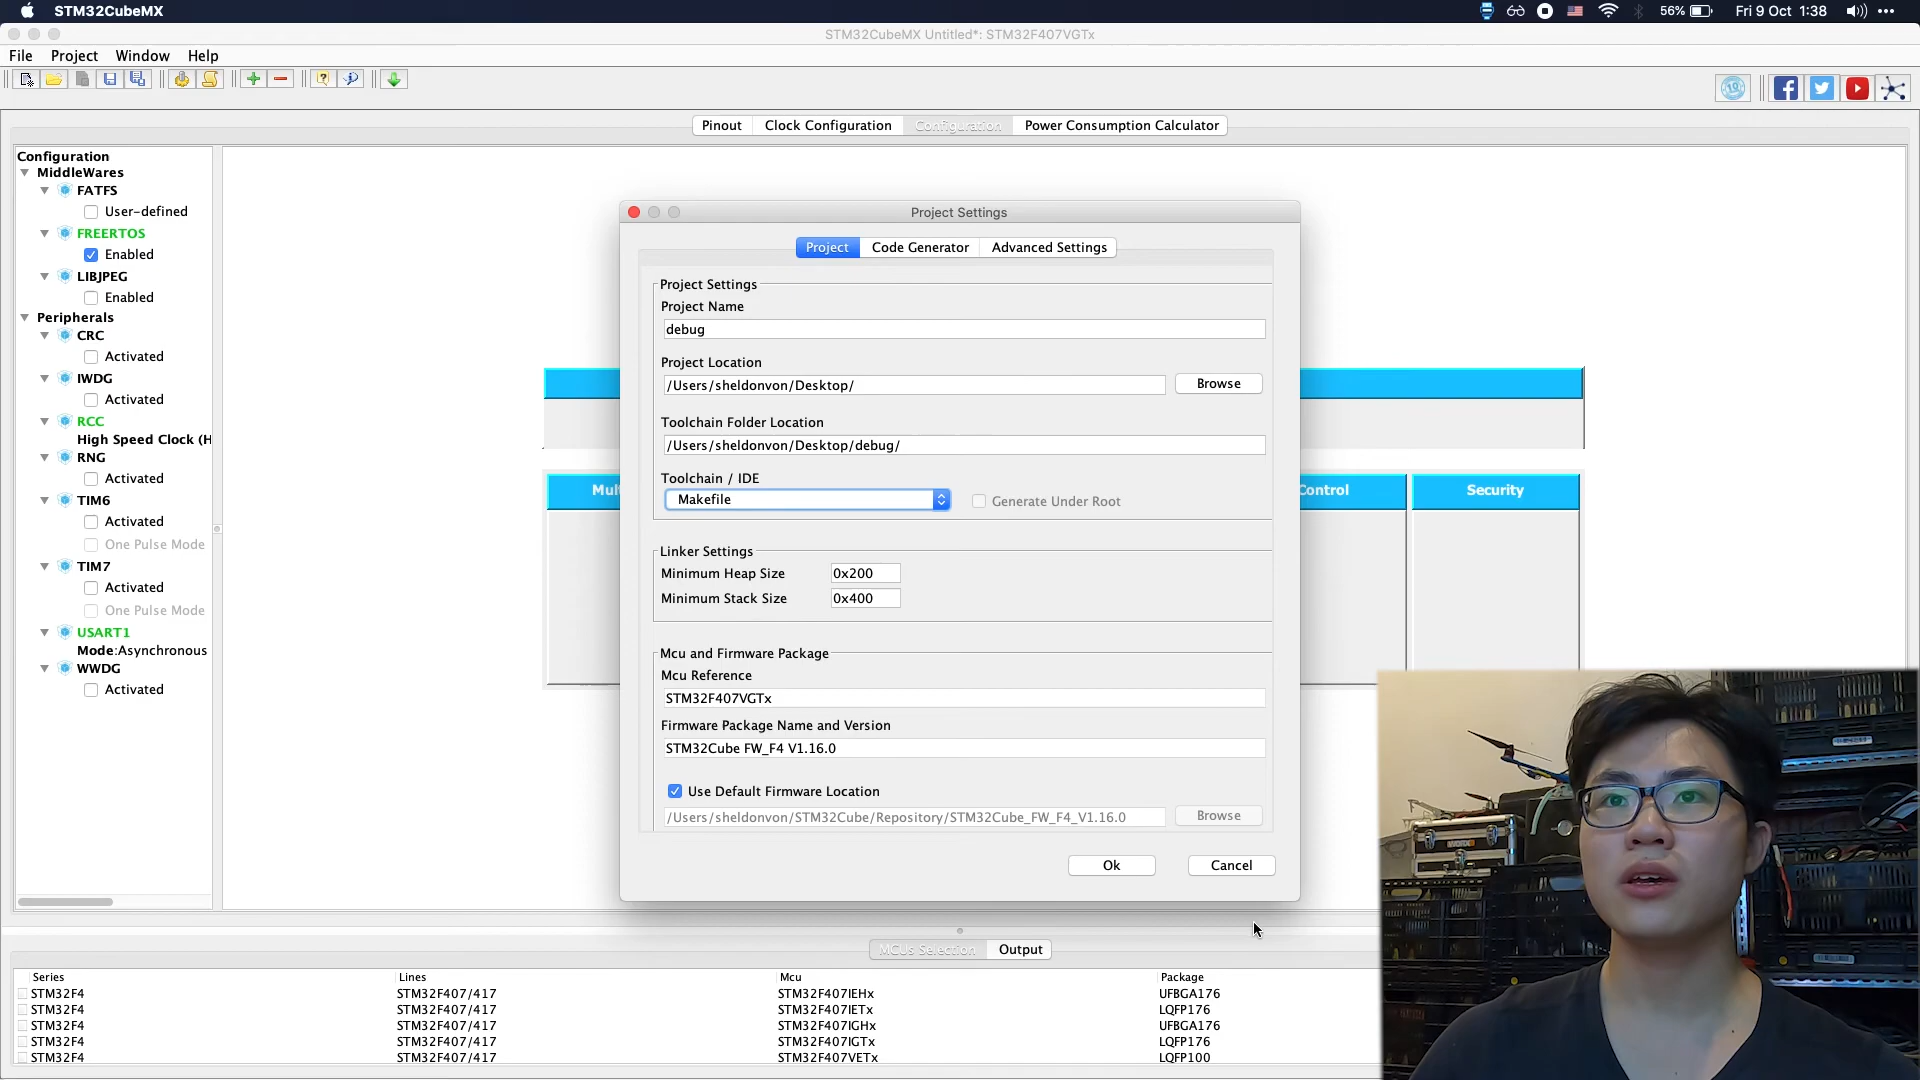 STM32CubeMX
56%
Fri 9 Oct 1:38
STM32CubeMX Untitled*: STM32F407VGTx
File Project Window Help
Pinout Clock Configuration Configuration Power Consumption Calculator
Configuration
MiddleWares
FATFS
User-defined
FREERTOS
Enabled
LIBJPEG
Enabled
Peripherals
CRC
Activated
IWDG
Activated
RCC
High Speed Clock (H
RNG
Activated
TIM6
Activated
One Pulse Mode
TIM7
Activated
One Pulse Mode
USART1
Mode:Asynchronous
WWDG
Activated
Mul
Control
Security
Project Settings
Project Code Generator Advanced Settings
Project Settings
Project Name
debug
Project Location
/Users/sheldonvon/Desktop/
Browse
Toolchain Folder Location
/Users/sheldonvon/Desktop/debug/
Toolchain / IDE
Makefile
Generate Under Root
Linker Settings
Minimum Heap Size 0x200
Minimum Stack Size 0x400
Mcu and Firmware Package
Mcu Reference
STM32F407VGTx
Firmware Package Name and Version
STM32Cube FW_F4 V1.16.0
Use Default Firmware Location
/Users/sheldonvon/STM32Cube/Repository/STM32Cube_FW_F4_V1.16.0
Browse
Ok Cancel
MCUs Selection Output
Series Lines Mcu Package
STM32F4 STM32F407/417 STM32F407IEHx UFBGA176
STM32F4 STM32F407/417 STM32F407IETx LQFP176
STM32F4 STM32F407/417 STM32F407IGHx UFBGA176
STM32F4 STM32F407/417 STM32F407IGTx LQFP176
STM32F4 STM32F407/417 STM32F407VETx LQFP100